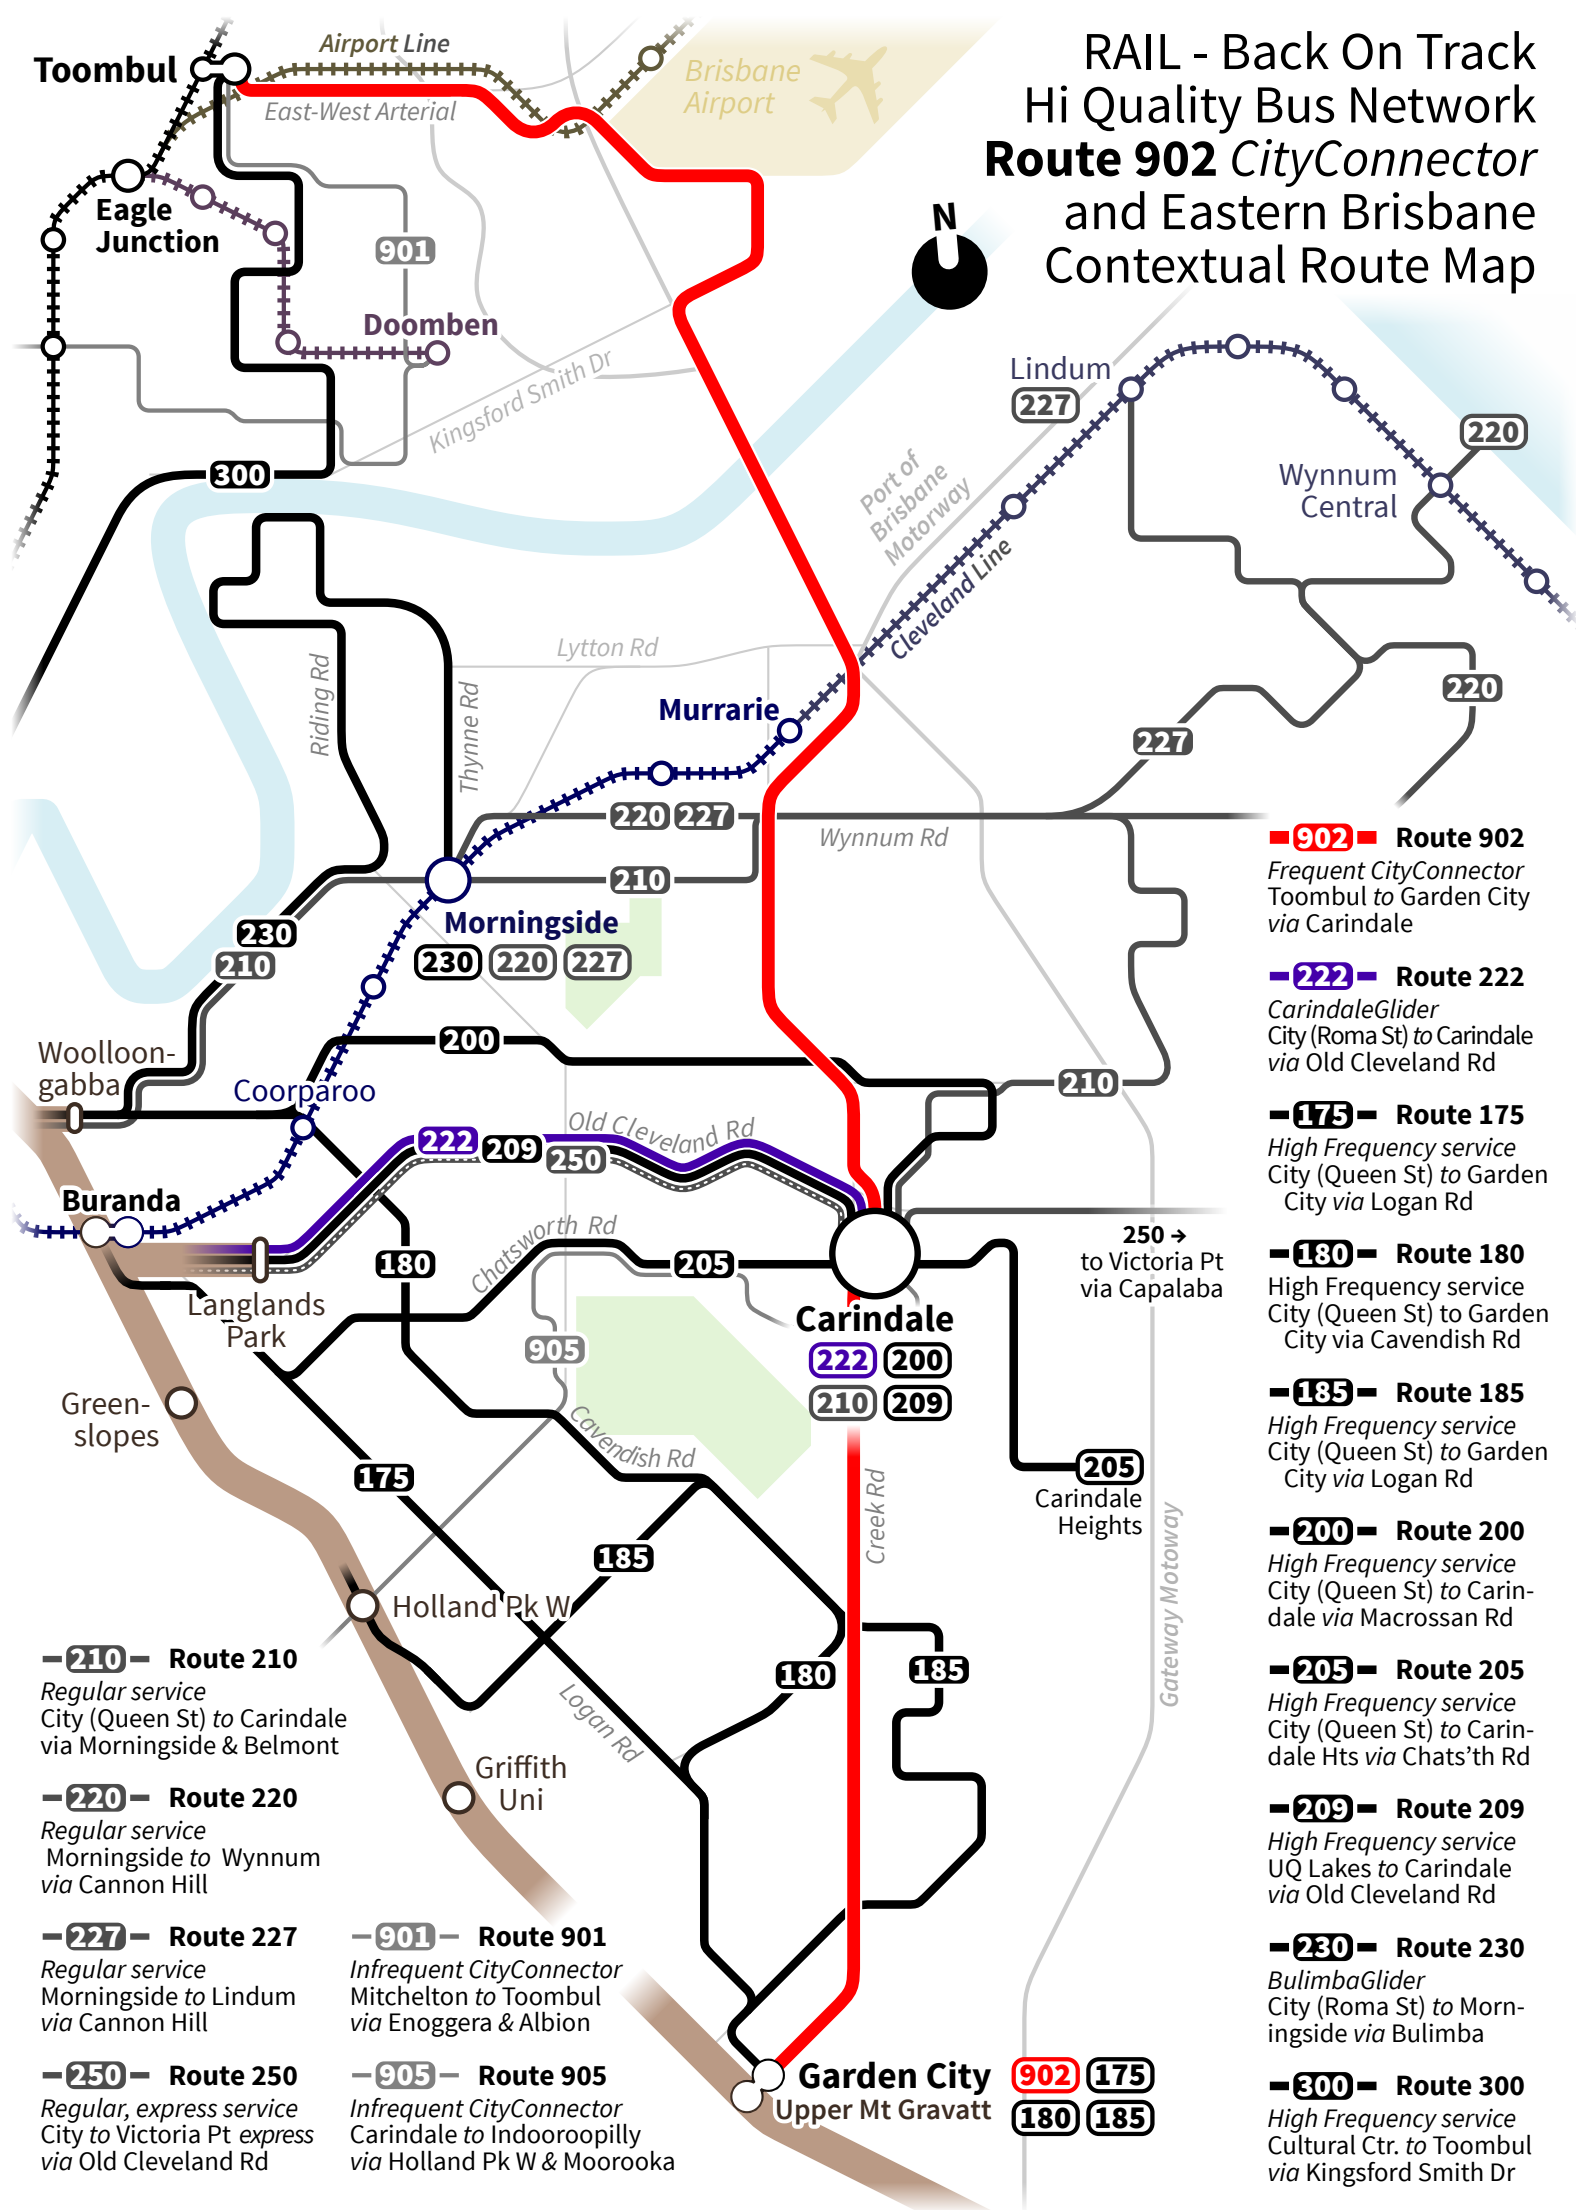 RAIL - Back On Track
Hi Quality Bus Network
Route 902 CityConnector
and Eastern Brisbane
Contextual Route Map
Toombul
Airport Line
East-West Arterial
Brisbane
Airport
N
Eagle
Junction
901
Doomben
Kingsford Smith Dr
300
Lindum
227
220
Wynnum
Central
Port of
Brisbane
Motorway
Cleveland Line
Lytton Rd
Riding Rd
Thynne Rd
Murrarie
220
227
220 227
Wynnum Rd
210
Morningside
230 220 227
230
210
200
210
Woolloon-
gabba
Coorparoo
Old Cleveland Rd
222 209 250
Buranda
Chatsworth Rd
180
205
250 →
to Victoria Pt
via Capalaba
Langlands
Park
Carindale
222 200
210 209
905
Green-
slopes
Cavendish Rd
175
205
Carindale
Heights
Creek Rd
Gateway Motoway
185
Holland Pk W
180
185
Logan Rd
Griffith
Uni
Garden City
Upper Mt Gravatt
902 175
180 185
902 Route 902
Frequent CityConnector
Toombul to Garden City
via Carindale
222 Route 222
CarindaleGlider
City (Roma St) to Carindale
via Old Cleveland Rd
175 Route 175
High Frequency service
City (Queen St) to Garden
City via Logan Rd
180 Route 180
High Frequency service
City (Queen St) to Garden
City via Cavendish Rd
185 Route 185
High Frequency service
City (Queen St) to Garden
City via Logan Rd
200 Route 200
High Frequency service
City (Queen St) to Carin-
dale via Macrossan Rd
205 Route 205
High Frequency service
City (Queen St) to Carin-
dale Hts via Chats'th Rd
209 Route 209
High Frequency service
UQ Lakes to Carindale
via Old Cleveland Rd
230 Route 230
BulimbaGlider
City (Roma St) to Morn-
ingside via Bulimba
300 Route 300
High Frequency service
Cultural Ctr. to Toombul
via Kingsford Smith Dr
210 Route 210
Regular service
City (Queen St) to Carindale
via Morningside & Belmont
220 Route 220
Regular service
Morningside to Wynnum
via Cannon Hill
227 Route 227
Regular service
Morningside to Lindum
via Cannon Hill
250 Route 250
Regular, express service
City to Victoria Pt express
via Old Cleveland Rd
901 Route 901
Infrequent CityConnector
Mitchelton to Toombul
via Enoggera & Albion
905 Route 905
Infrequent CityConnector
Carindale to Indooroopilly
via Holland Pk W & Moorooka